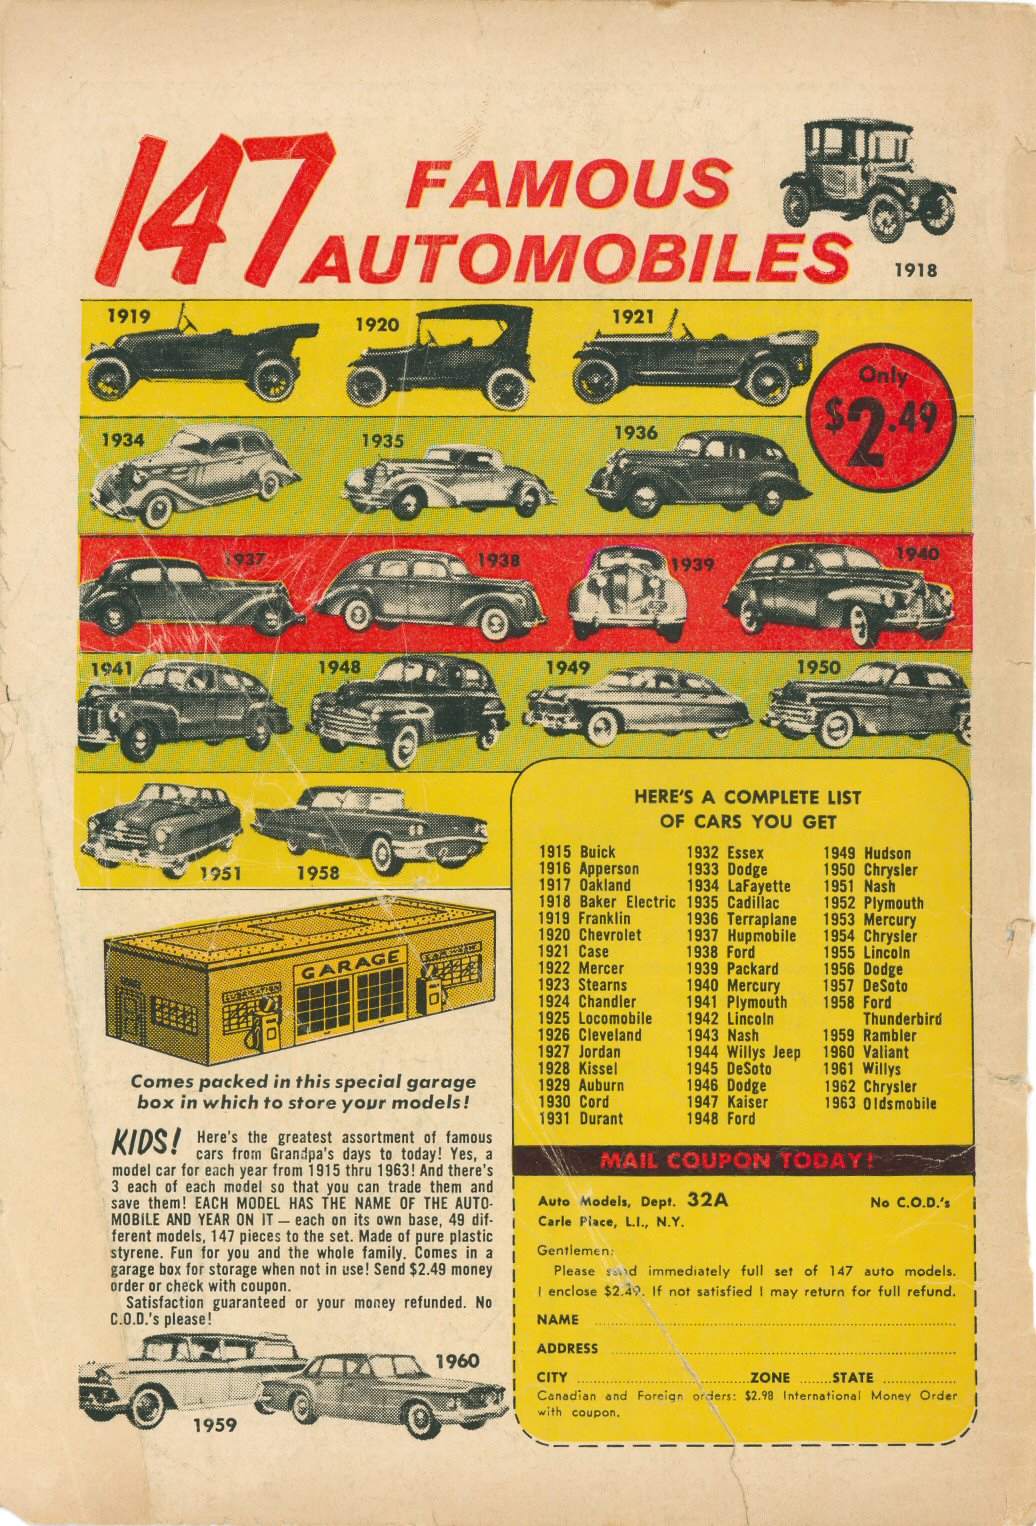 147 FAMOUS
AUTOMOBILES
1918
1919
1920
1921
Only
$2.49
1934
1935
1936
1937
1938
1939
1940
1941
1948
1949
1950
1951
1958
GARAGE
Comes packed in this special garage
box in which to store your models!
KIDS! Here's the greatest assortment of famous
cars from Grandpa's days to today! Yes, a
model car for each year from 1915 thru 1963! And there's
3 each of each model so that you can trade them and
save them! EACH MODEL HAS THE NAME OF THE AUTO-
MOBILE AND YEAR ON IT — each on its own base, 49 dif-
ferent models, 147 pieces to the set. Made of pure plastic
styrene. Fun for you and the whole family. Comes in a
garage box for storage when not in use! Send $2.49 money
order or check with coupon.
Satisfaction guaranteed or your money refunded. No
C.O.D.'s please!
1959
1960
HERE'S A COMPLETE LIST
OF CARS YOU GET
1915 Buick
1916 Apperson
1917 Oakland
1918 Baker Electric
1919 Franklin
1920 Chevrolet
1921 Case
1922 Mercer
1923 Stearns
1924 Chandler
1925 Locomobile
1926 Cleveland
1927 Jordan
1928 Kissel
1929 Auburn
1930 Cord
1931 Durant
1932 Essex
1933 Dodge
1934 LaFayette
1935 Cadillac
1936 Terraplane
1937 Hupmobile
1938 Ford
1939 Packard
1940 Mercury
1941 Plymouth
1942 Lincoln
1943 Nash
1944 Willys Jeep
1945 DeSoto
1946 Dodge
1947 Kaiser
1948 Ford
1949 Hudson
1950 Chrysler
1951 Nash
1952 Plymouth
1953 Mercury
1954 Chrysler
1955 Lincoln
1956 Dodge
1957 DeSoto
1958 Ford
Thunderbird
1959 Rambler
1960 Valiant
1961 Willys
1962 Chrysler
1963 Oldsmobile
MAIL COUPON TODAY!
Auto Models, Dept. 32A No C.O.D.'s
Carle Place, L.I., N.Y.
Gentlemen:
Please send immediately full set of 147 auto models.
I enclose $2.49. If not satisfied I may return for full refund.
NAME
ADDRESS
CITY ZONE STATE
Canadian and Foreign orders: $2.98 International Money Order
with coupon.